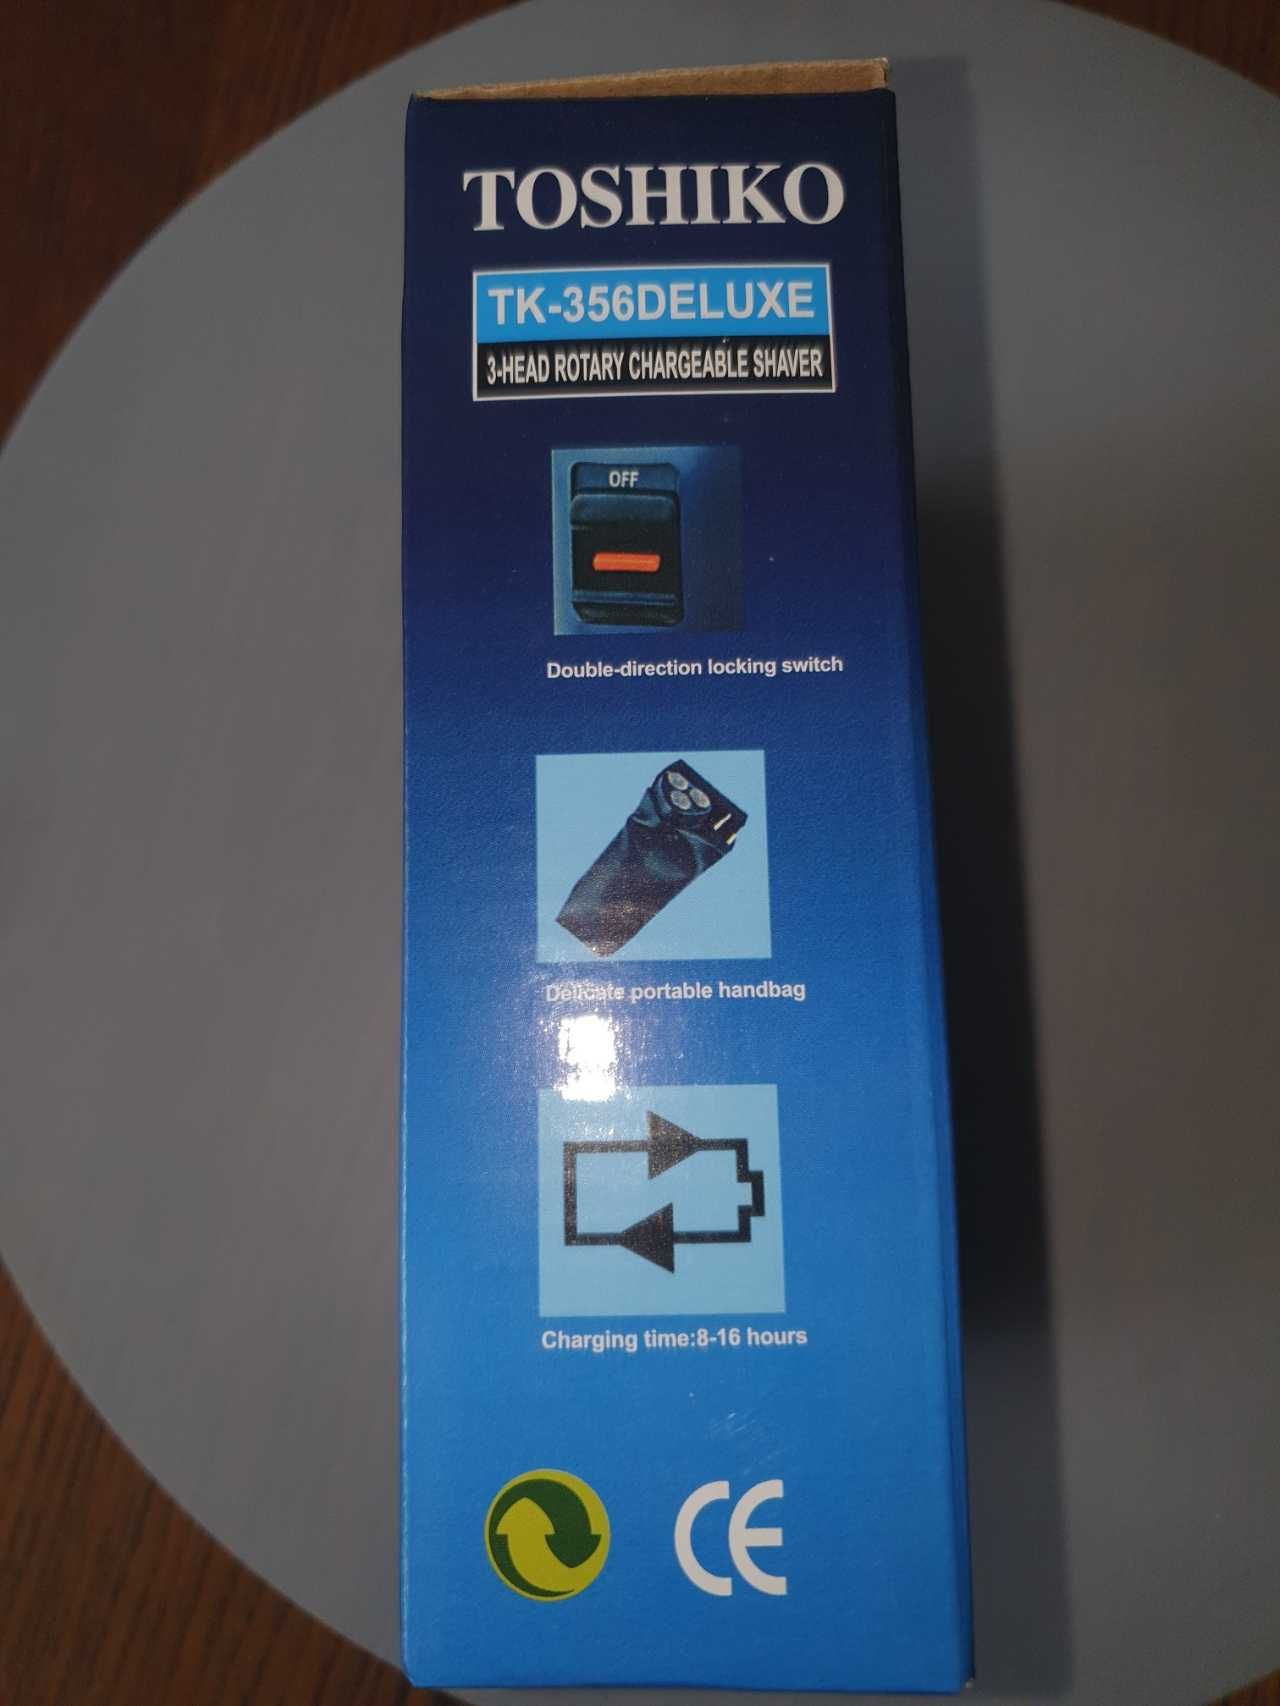 TOSHIKO
TK-356DELUXE
3-HEAD ROTARY CHARGEABLE SHAVER
OFF
Double-direction locking switch
Delicate portable handbag
Charging time:8-16 hours
CE